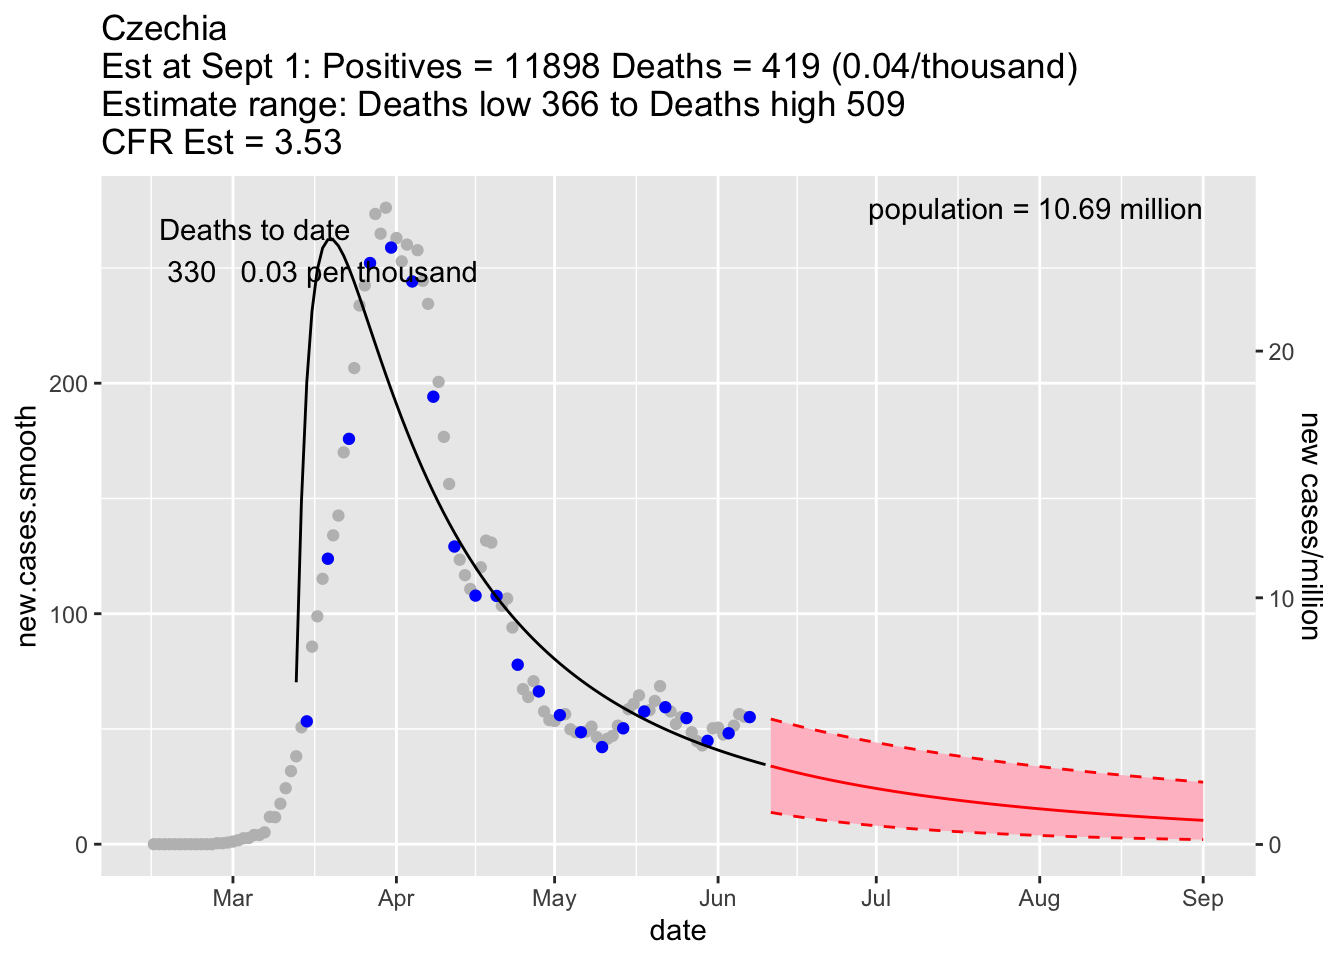 Czechia
Est at Sept 1: Positives = 11898 Deaths = 419 (0.04/thousand)
Estimate range: Deaths low 366 to Deaths high 509
CFR Est = 3.53
population = 10.69 million
Deaths to date
330 0.03 per thousand
200
100
0
new.cases.smooth
20
10
0
new cases/million
Mar Apr May Jun Jul Aug Sep
date